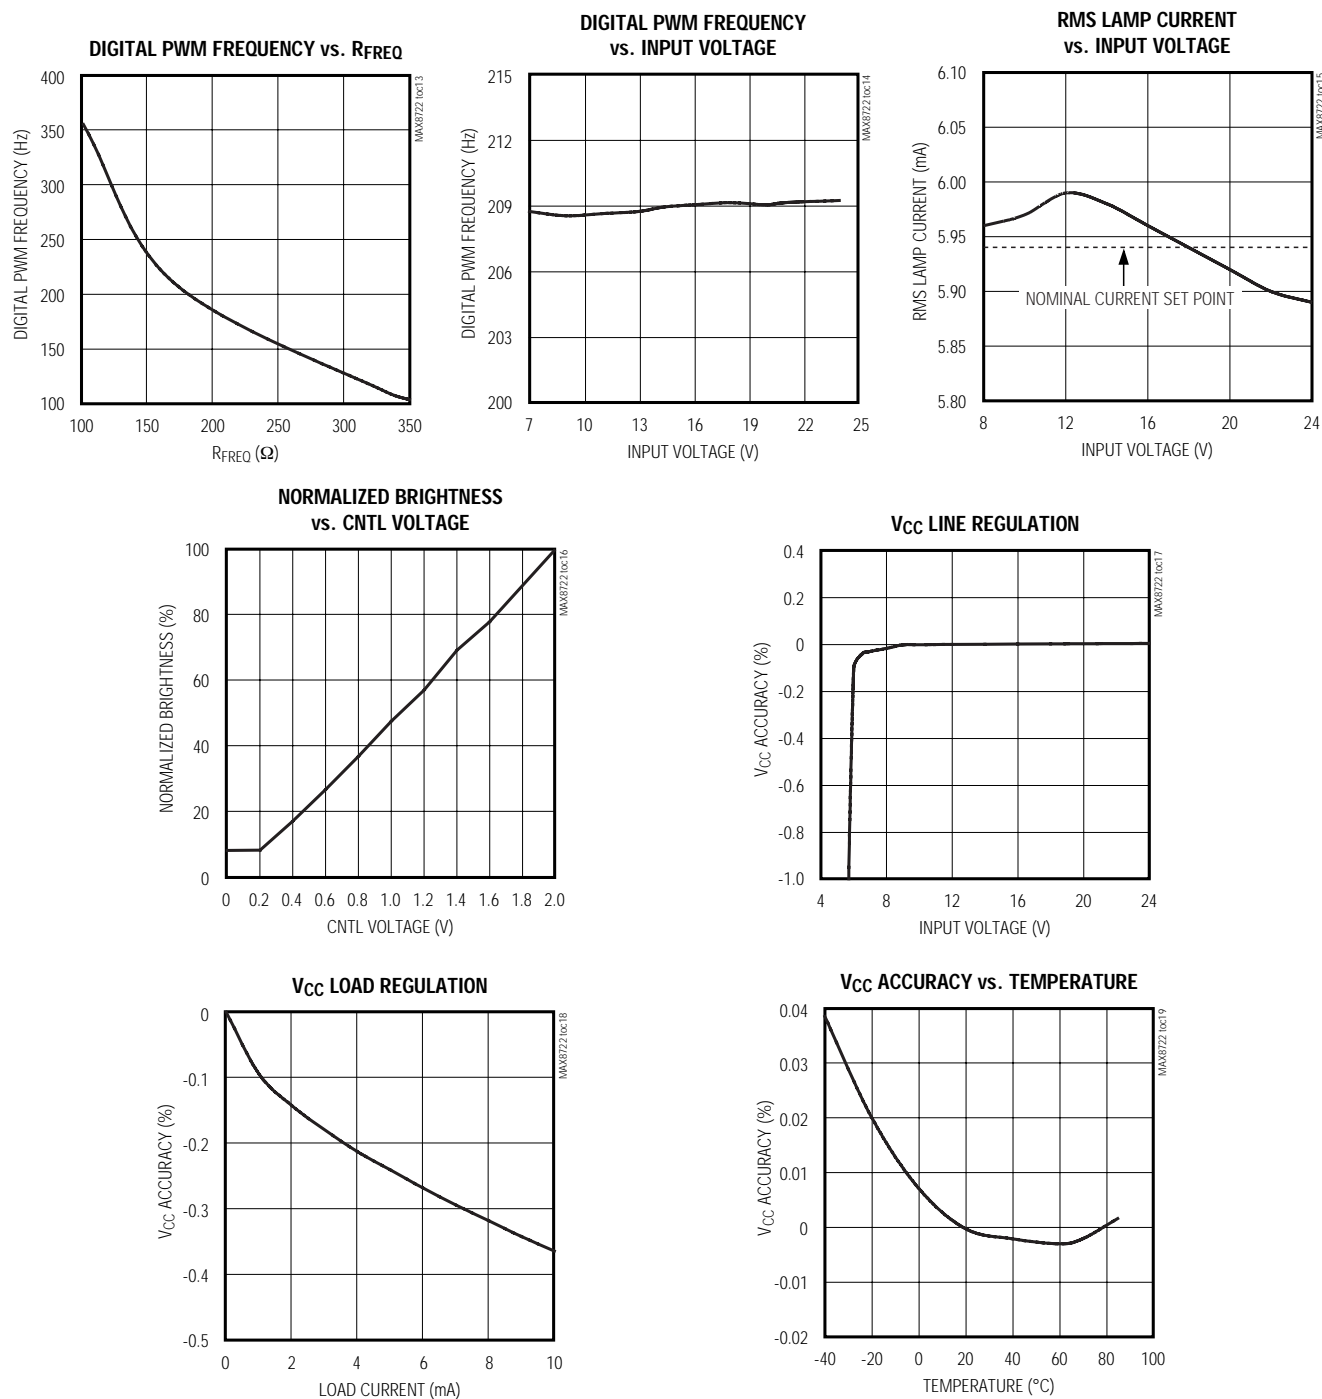 DIGITAL PWM FREQUENCY vs. RFREQ
400
350
300
250
200
150
100
DIGITAL PWM FREQUENCY (Hz)
100 150 200 250 300 350
RFREQ (Ω)
MAX8722 toc13
DIGITAL PWM FREQUENCY
vs. INPUT VOLTAGE
215
212
209
206
203
200
DIGITAL PWM FREQUENCY (Hz)
7 10 13 16 19 22 25
INPUT VOLTAGE (V)
MAX8722 toc14
RMS LAMP CURRENT
vs. INPUT VOLTAGE
6.10
6.05
6.00
5.95
5.90
5.85
5.80
RMS LAMP CURRENT (mA)
NOMINAL CURRENT SET POINT
8 12 16 20 24
INPUT VOLTAGE (V)
MAX8722 toc15
NORMALIZED BRIGHTNESS
vs. CNTL VOLTAGE
100
80
60
40
20
0
NORMALIZED BRIGHTNESS (%)
0 0.2 0.4 0.6 0.8 1.0 1.2 1.4 1.6 1.8 2.0
CNTL VOLTAGE (V)
MAX8722 toc16
VCC LINE REGULATION
0.4
0.2
0
-0.2
-0.4
-0.6
-0.8
-1.0
VCC ACCURACY (%)
4 8 12 16 20 24
INPUT VOLTAGE (V)
MAX8722 toc17
VCC LOAD REGULATION
0
-0.1
-0.2
-0.3
-0.4
-0.5
VCC ACCURACY (%)
0 2 4 6 8 10
LOAD CURRENT (mA)
MAX8722 toc18
VCC ACCURACY vs. TEMPERATURE
0.04
0.03
0.02
0.01
0
-0.01
-0.02
VCC ACCURACY (%)
-40 -20 0 20 40 60 80 100
TEMPERATURE (°C)
MAX8722 toc19